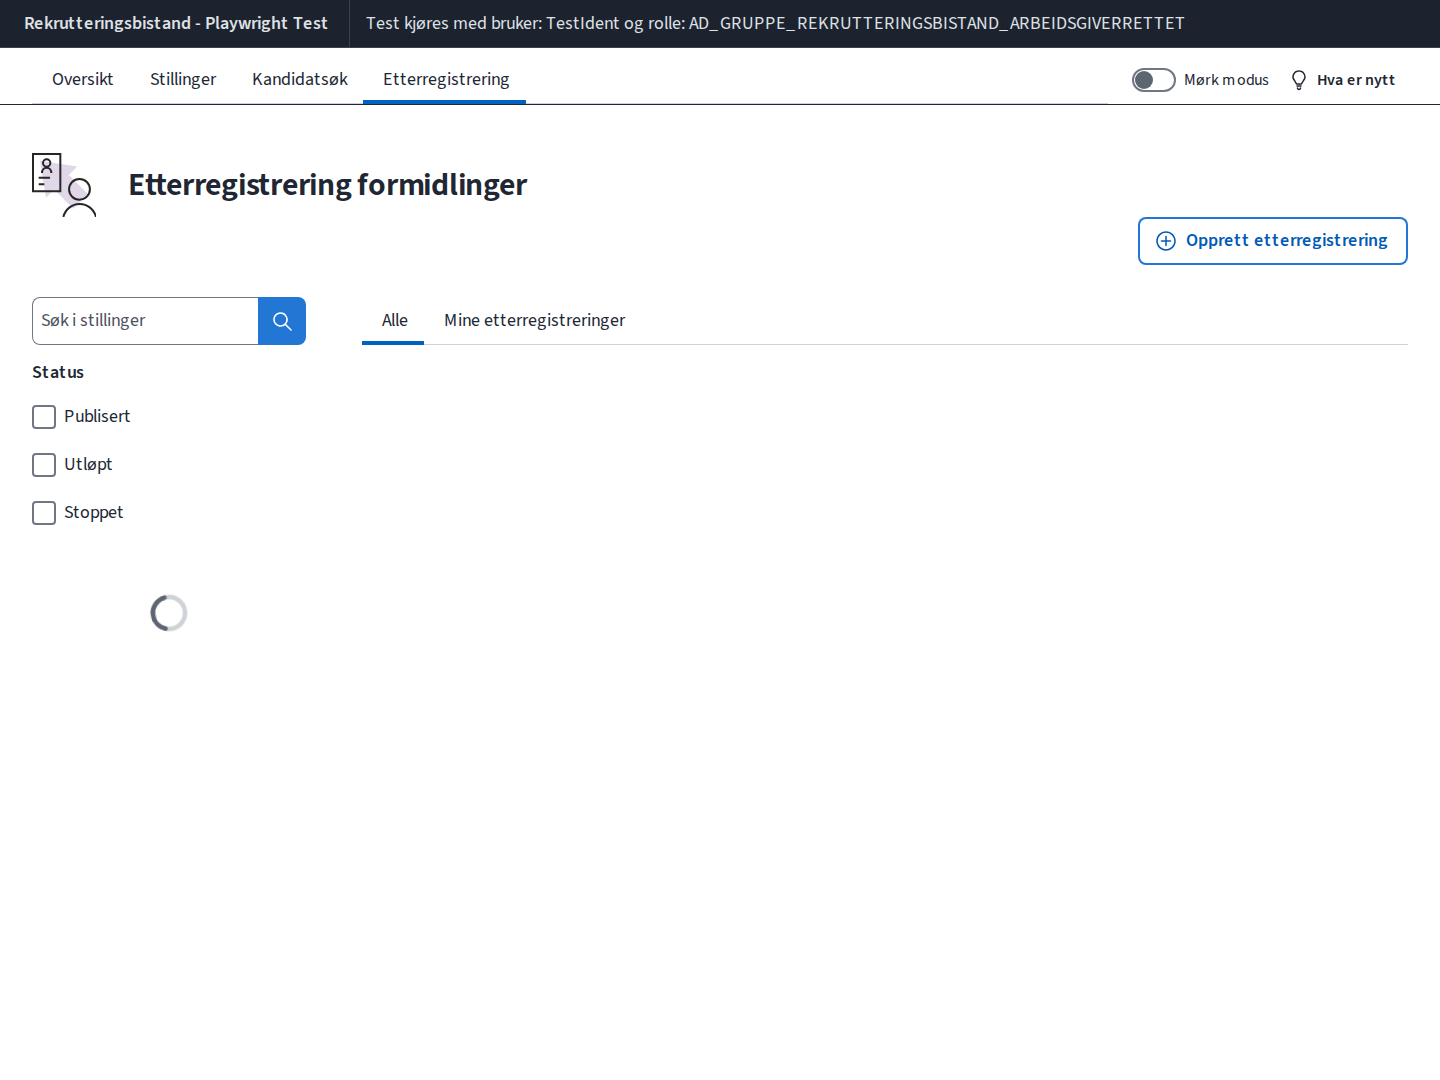 Rekrutteringsbistand - Playwright Test
Test kjøres med bruker: TestIdent og rolle: AD_GRUPPE_REKRUTTERINGSBISTAND_ARBEIDSGIVERRETTET
Oversikt
Stillinger
Kandidatsøk
Etterregistrering
Mørk modus
Hva er nytt
Etterregistrering formidlinger
Opprett etterregistrering
Søk i stillinger
Alle
Mine etterregistreringer
Status
Publisert
Utløpt
Stoppet